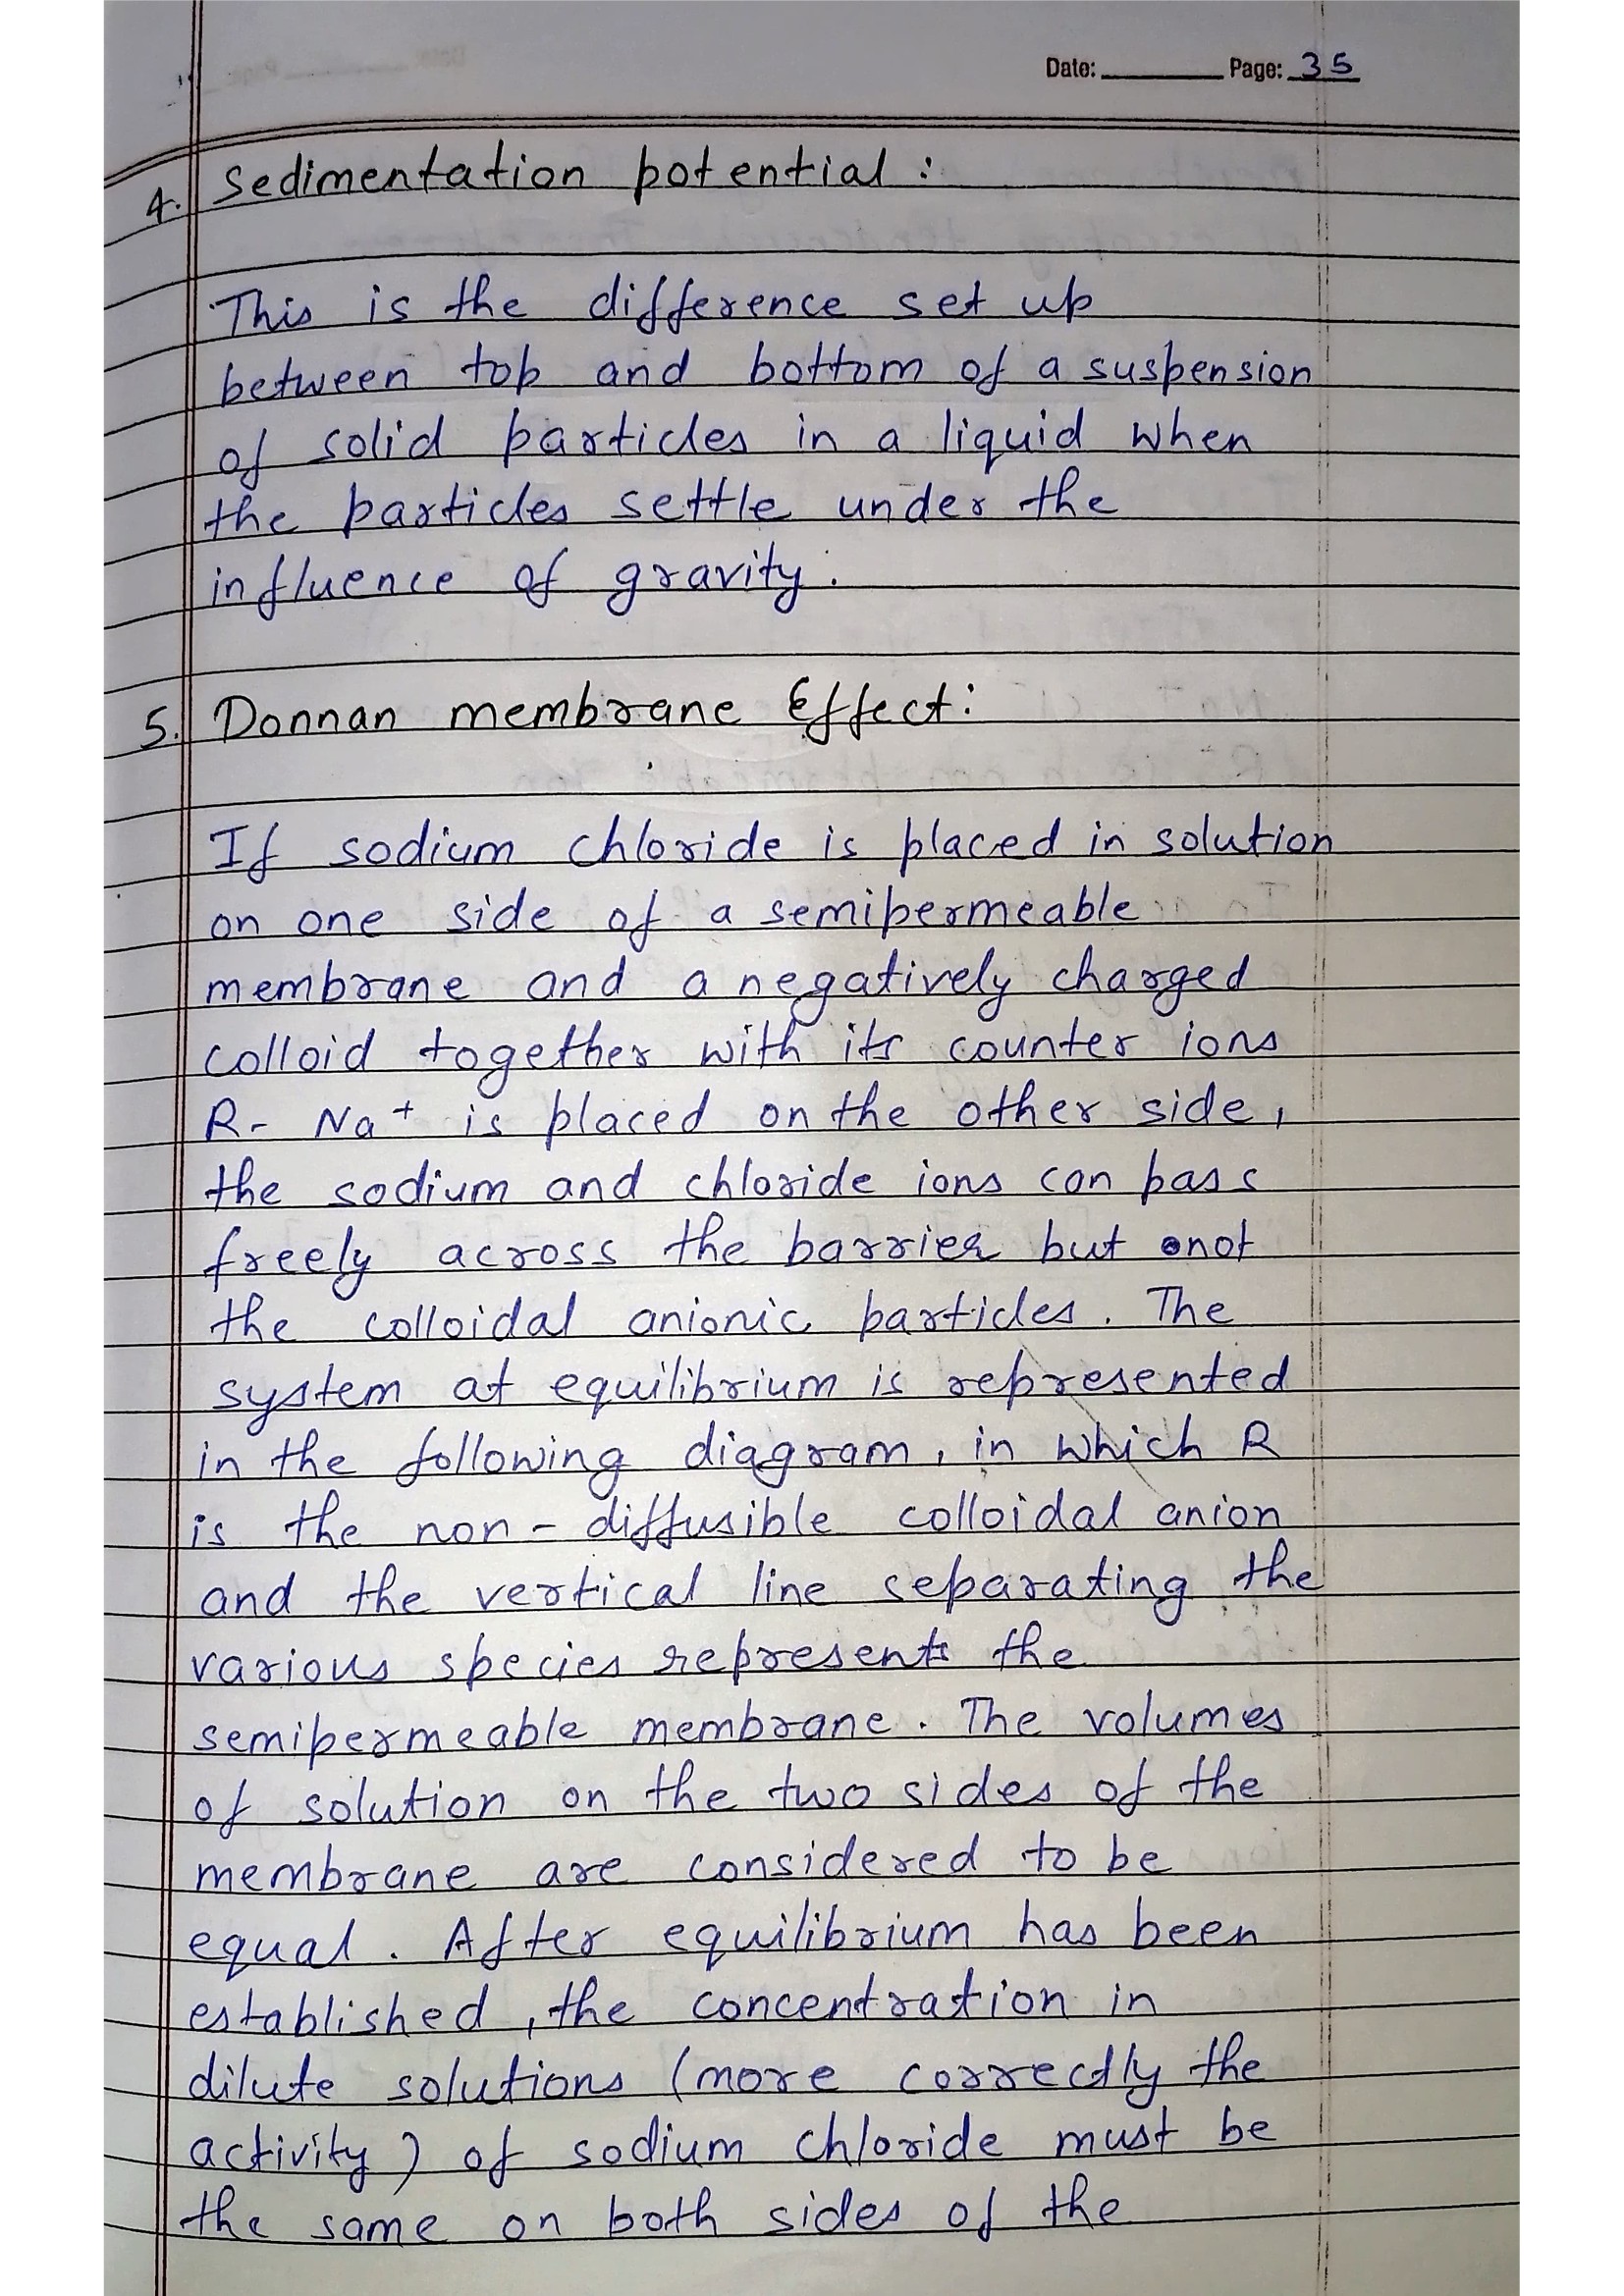 Date: Page: 35
4. Sedimentation potential :
This is the difference set up
between top and bottom of a suspension
of solid particles in a liquid when
the particles settle under the
influence of gravity.
5. Donnan membrane Effect:
If sodium chloride is placed in solution
on one side of a semipermeable
membrane and a negatively charged
colloid together with its counter ions
R- Na+ is placed on the other side,
the sodium and chloride ions can pass
freely across the barrier but not
the colloidal anionic particles. The
system at equilibrium is represented
in the following diagram, in which R
is the non-diffusible colloidal anion
and the vertical line separating the
various species represents the
semipermeable membrane. The volumes
of solution on the two sides of the
membrane are considered to be
equal. After equilibrium has been
established, the concentration in
dilute solutions (more correctly the
activity) of sodium chloride must be
the same on both sides of the